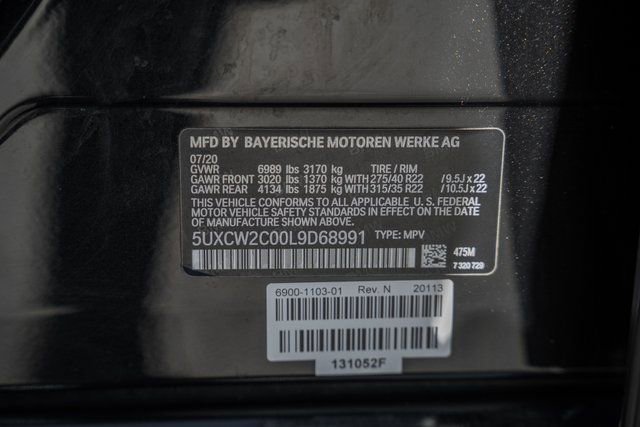 MFD BY BAYERISCHE MOTOREN WERKE AG
07/20
GVWR 6989 lbs 3170 kg TIRE / RIM
GAWR FRONT 3020 lbs 1370 kg WITH 275/40 R22 /9.5J x 22
GAWR REAR 4134 lbs 1875 kg WITH 315/35 R22 /10.5J x 22
THIS VEHICLE CONFORMS TO ALL APPLICABLE U. S. FEDERAL
MOTOR VEHICLE SAFETY STANDARDS IN EFFECT ON THE DATE
OF MANUFACTURE SHOWN ABOVE.
5UXCW2C00L9D68991 TYPE: MPV
475M
7 320 729
6900-1103-01 Rev. N 20113
131052F